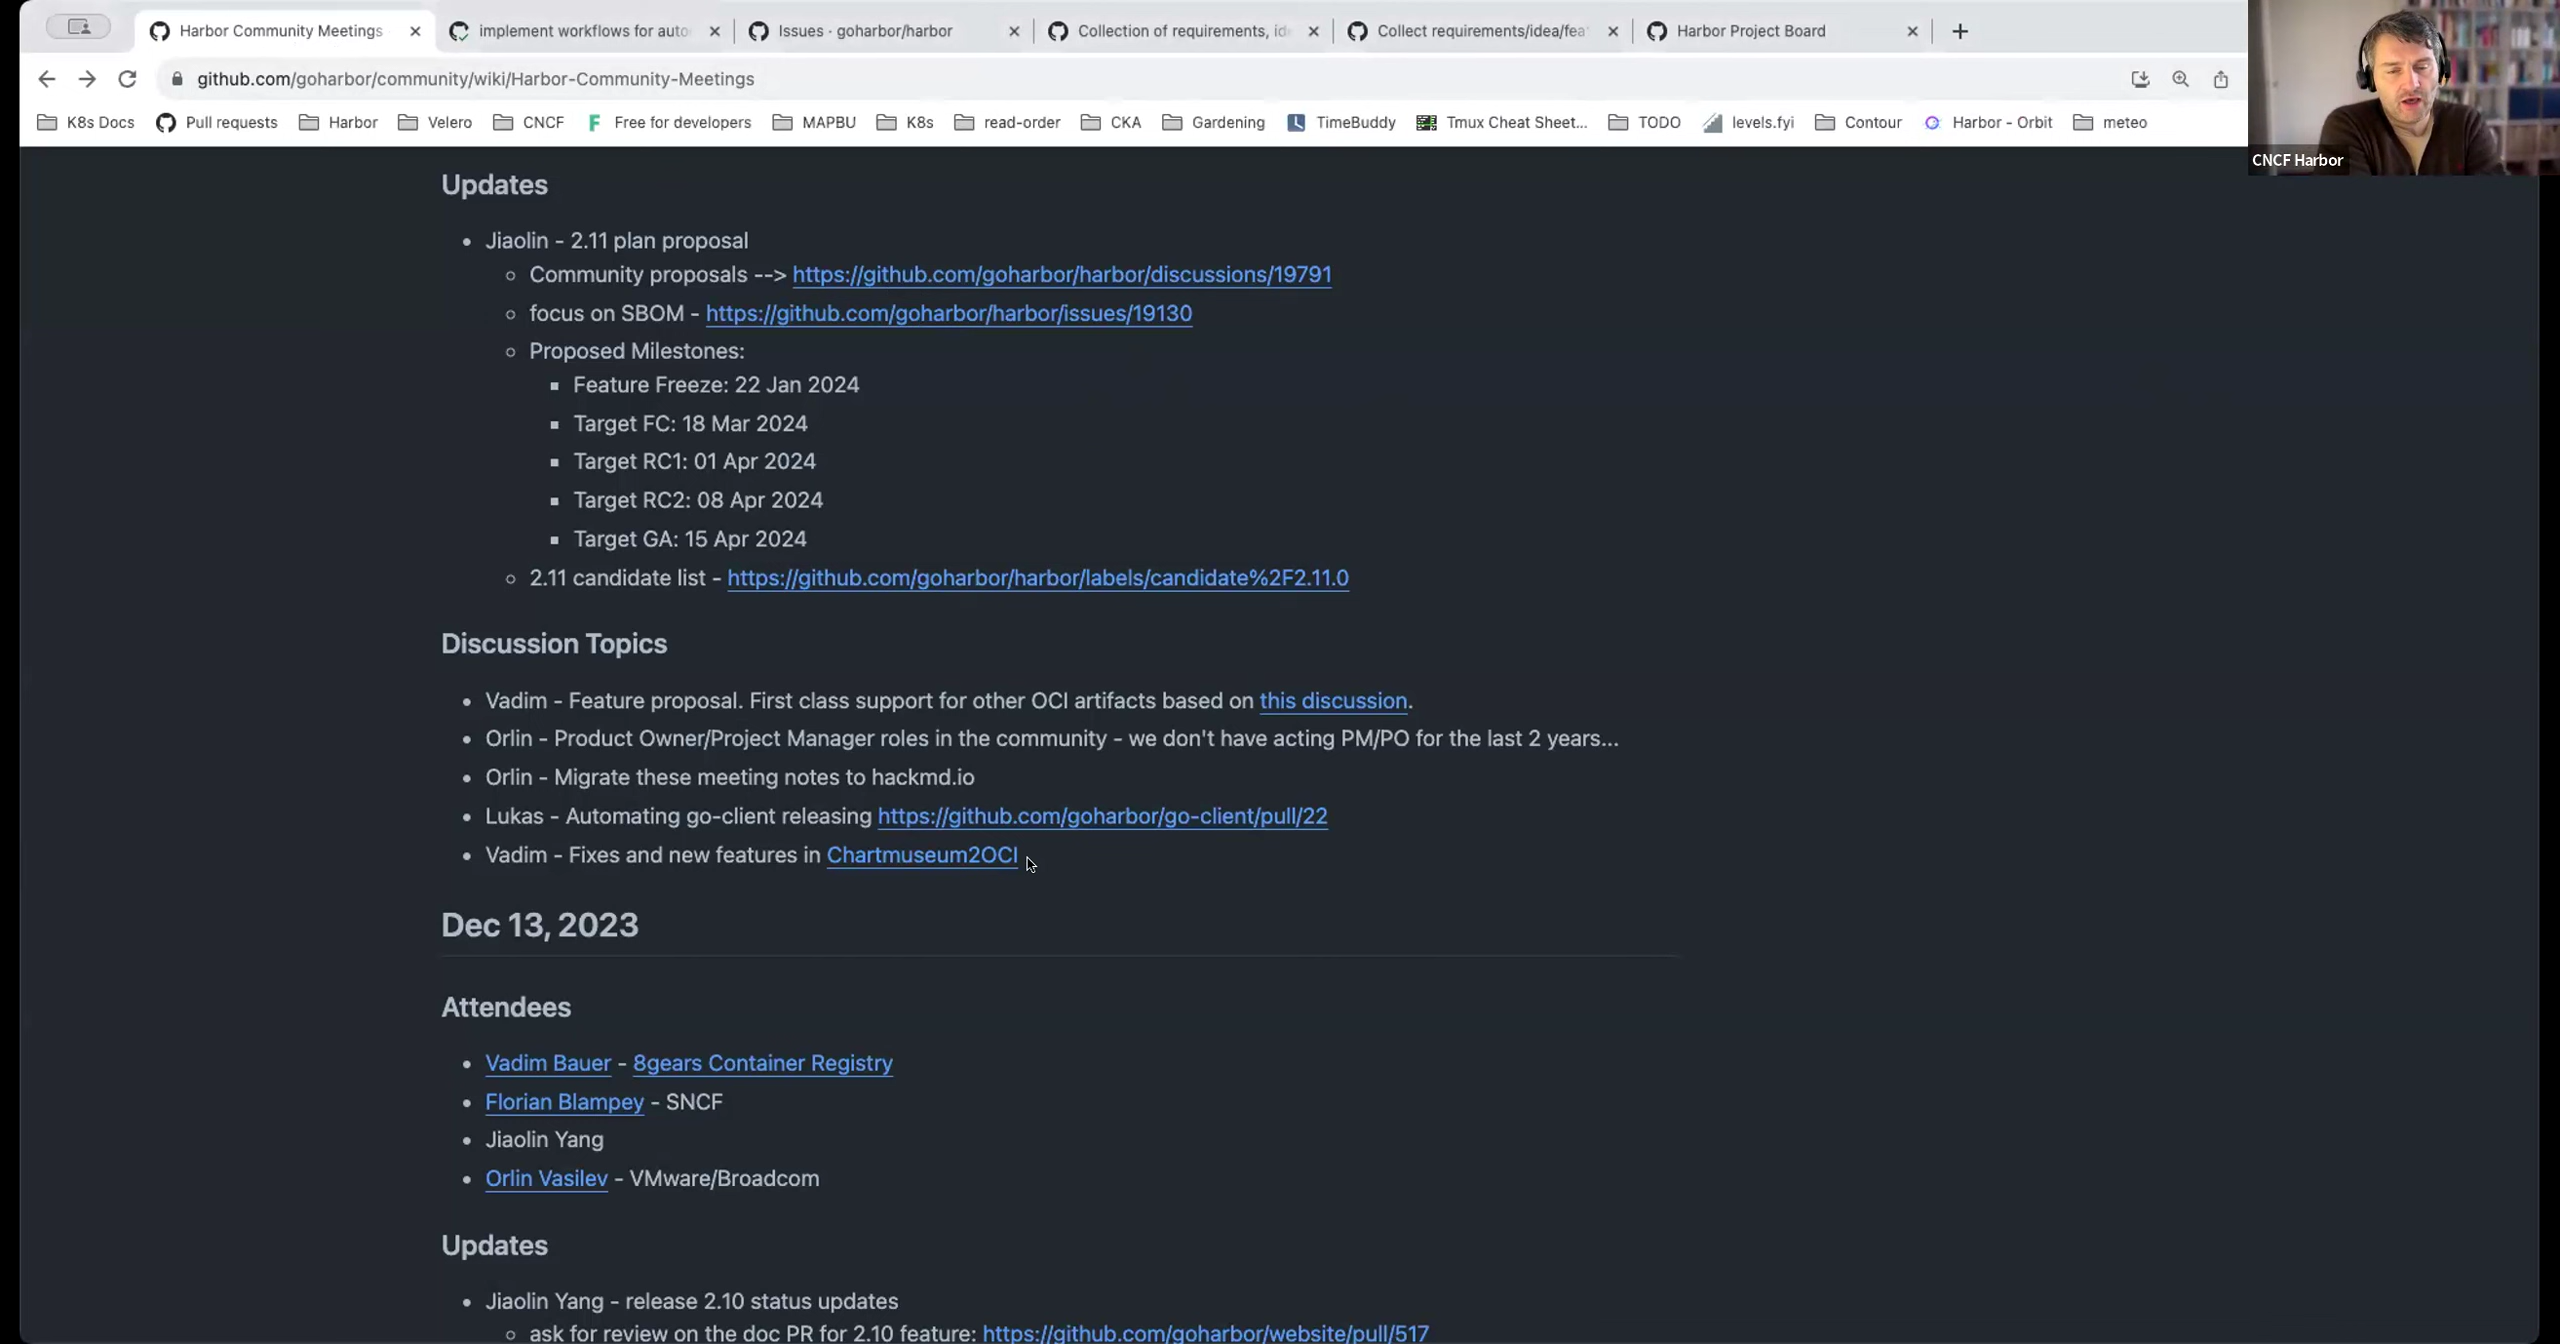 Harbor Community Meetings
implement workflows for auto
Issues · goharbor/harbor
Collection of requirements, id
Collect requirements/idea/fea
Harbor Project Board
github.com/goharbor/community/wiki/Harbor-Community-Meetings
K8s Docs
Pull requests
Harbor
Velero
CNCF
Free for developers
MAPBU
K8s
read-order
CKA
Gardening
TimeBuddy
Tmux Cheat Sheet...
TODO
levels.fyi
Contour
Harbor - Orbit
meteo
CNCF Harbor
Updates
Jiaolin - 2.11 plan proposal
Community proposals --> https://github.com/goharbor/harbor/discussions/19791
focus on SBOM - https://github.com/goharbor/harbor/issues/19130
Proposed Milestones:
Feature Freeze: 22 Jan 2024
Target FC: 18 Mar 2024
Target RC1: 01 Apr 2024
Target RC2: 08 Apr 2024
Target GA: 15 Apr 2024
2.11 candidate list - https://github.com/goharbor/harbor/labels/candidate%2F2.11.0
Discussion Topics
Vadim - Feature proposal. First class support for other OCI artifacts based on this discussion.
Orlin - Product Owner/Project Manager roles in the community - we don't have acting PM/PO for the last 2 years...
Orlin - Migrate these meeting notes to hackmd.io
Lukas - Automating go-client releasing https://github.com/goharbor/go-client/pull/22
Vadim - Fixes and new features in Chartmuseum2OCI
Dec 13, 2023
Attendees
Vadim Bauer - 8gears Container Registry
Florian Blampey - SNCF
Jiaolin Yang
Orlin Vasilev - VMware/Broadcom
Updates
Jiaolin Yang - release 2.10 status updates
ask for review on the doc PR for 2.10 feature: https://github.com/goharbor/website/pull/517